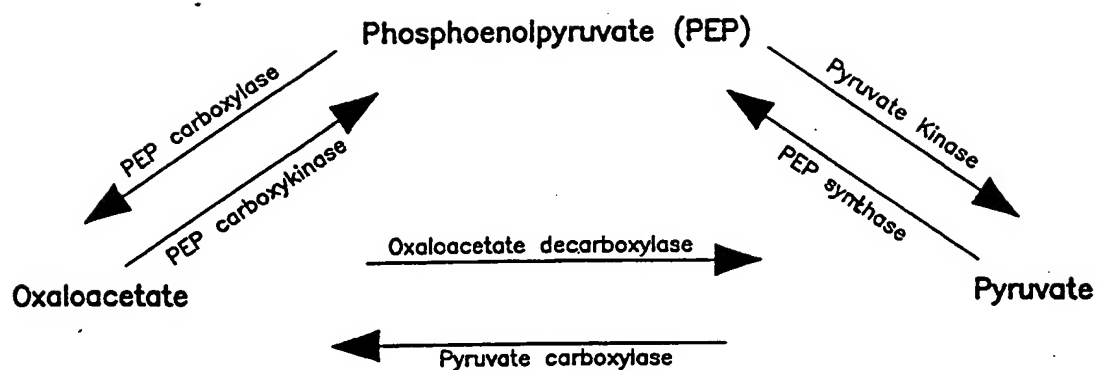 Phosphoenolpyruvate (PEP)
PEP carboxylase
PEP carboxykinase
Pyruvate Kinase
PEP synthase
Oxaloacetate decarboxylase
Oxaloacetate
Pyruvate
Pyruvate carboxylase